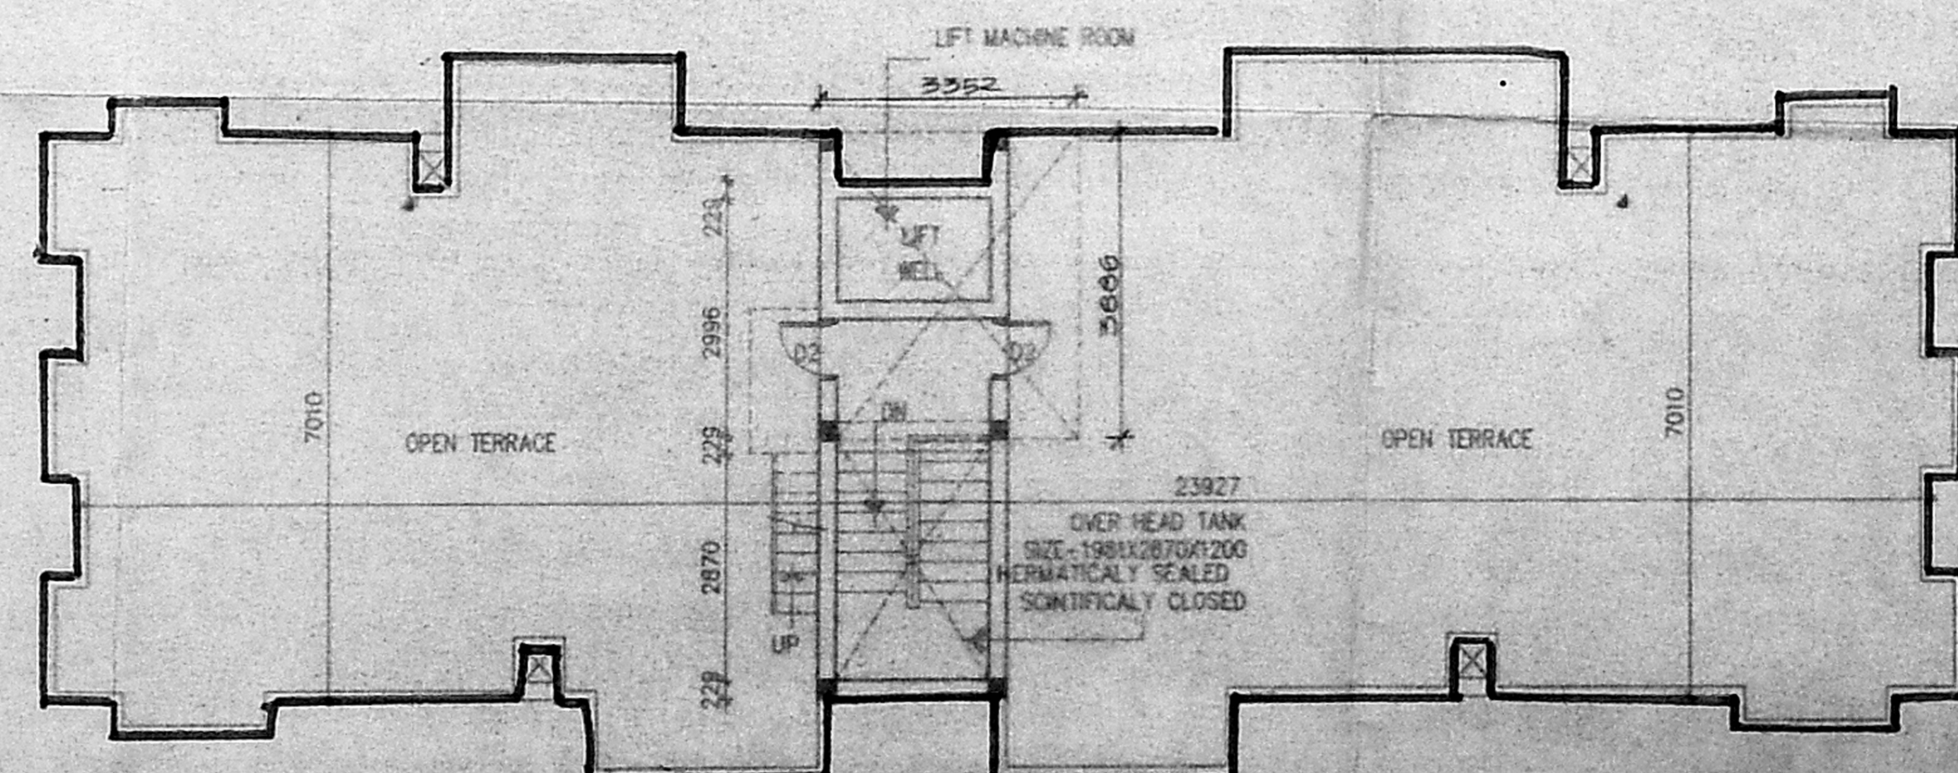 LIFT MACHINE ROOM
3352
229
LIFT
WELL
2996
D2
D2
3886
DN
7010
OPEN TERRACE
229
OPEN TERRACE
7010
23927
OVER HEAD TANK
SIZE-1981X2870X1200
HERMATICALY SEALED
SCINTIFICALY CLOSED
2870
UP
229